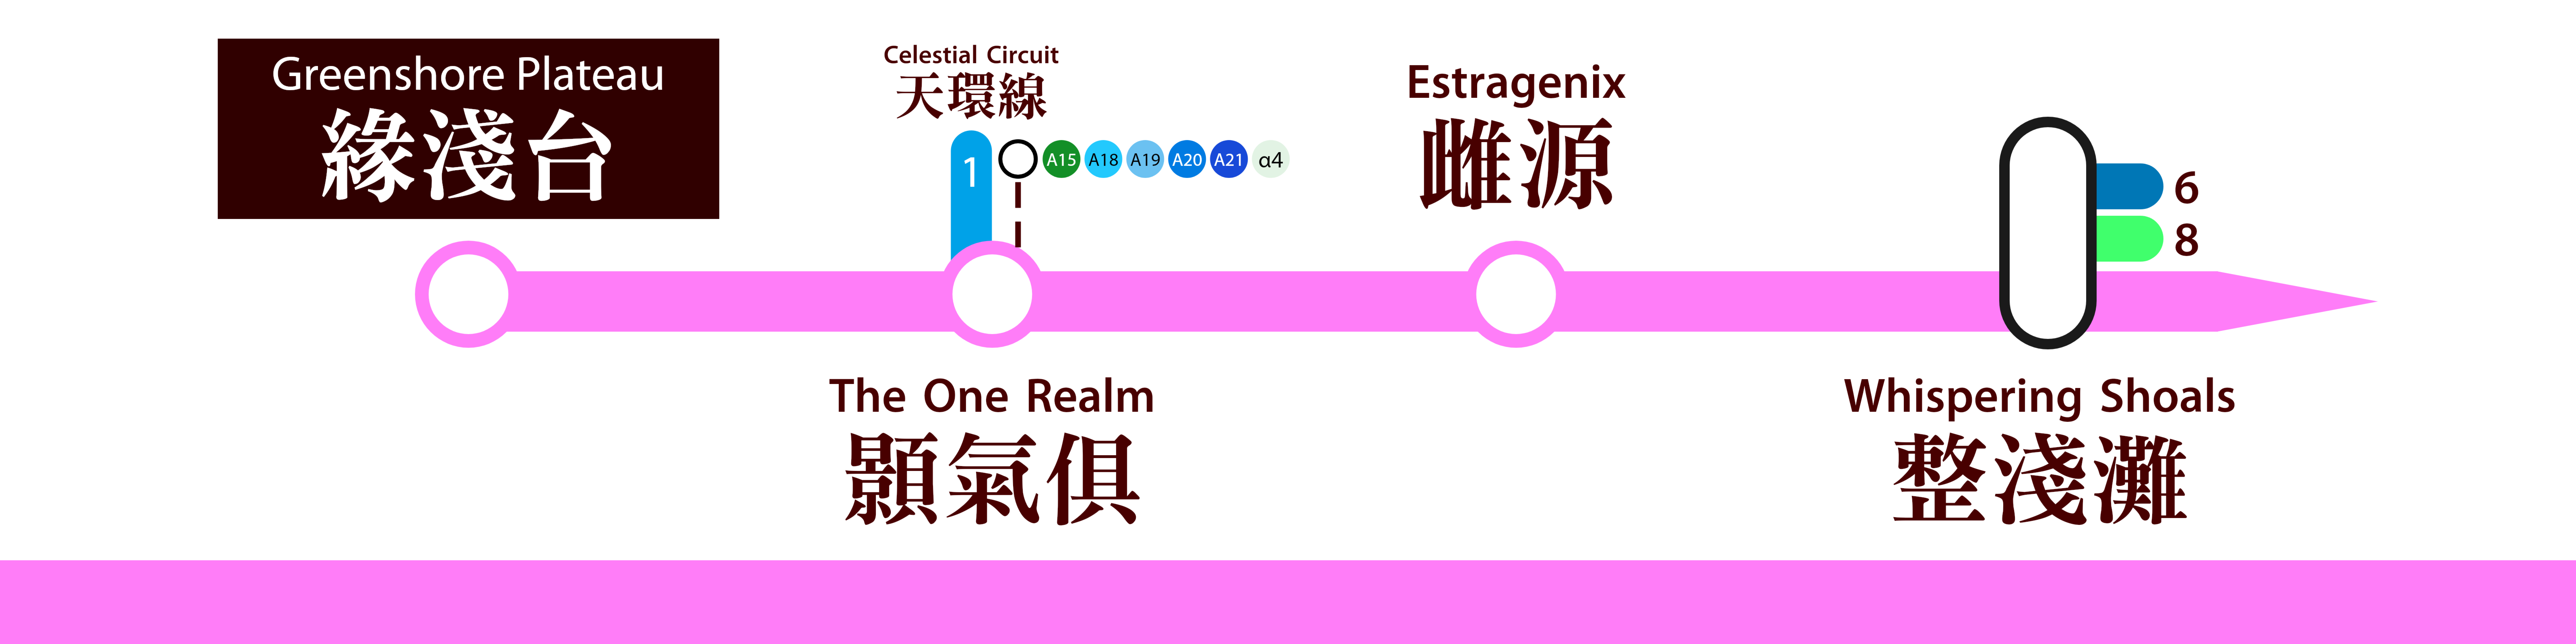 Greenshore Plateau
緣淺台
Celestial Circuit
天環線
1
A15 A18 A19 A20 A21 α4
The One Realm
顥氣俱
Estragenix
雌源
6
8
Whispering Shoals
整淺灘